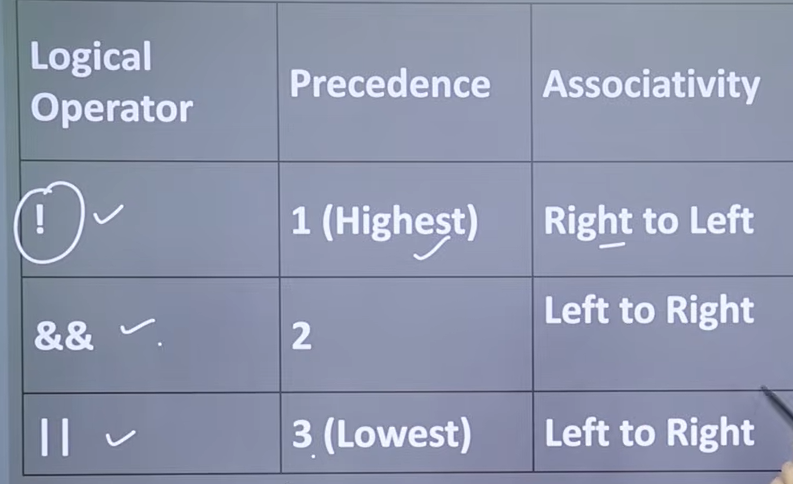 Logical
Operator
Precedence
Associativity
!
1 (Highest)
Right to Left
&&
2
Left to Right
||
3 (Lowest)
Left to Right